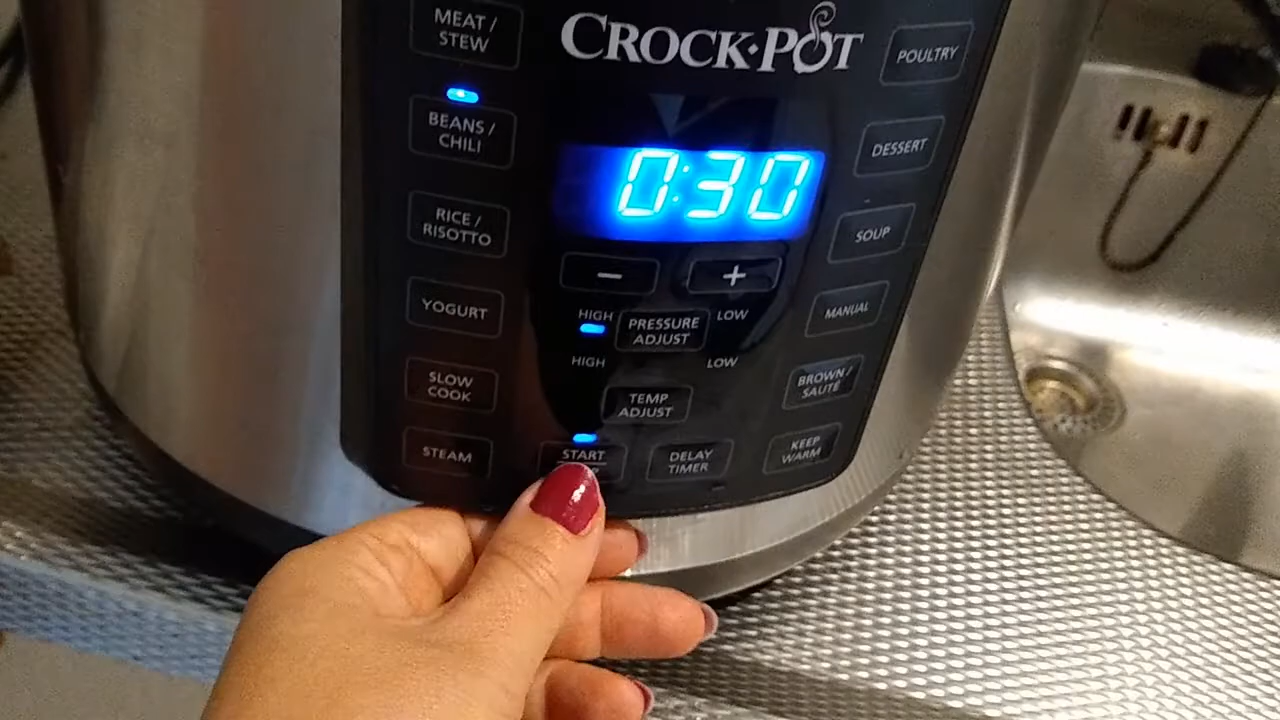 CROCK·POT
MEAT /
STEW
BEANS /
CHILI
RICE /
RISOTTO
YOGURT
SLOW
COOK
STEAM
0:30
−
+
HIGH
PRESSURE
ADJUST
LOW
HIGH
LOW
TEMP
ADJUST
START
DELAY
TIMER
POULTRY
DESSERT
SOUP
MANUAL
BROWN/
SAUTÉ
KEEP
WARM